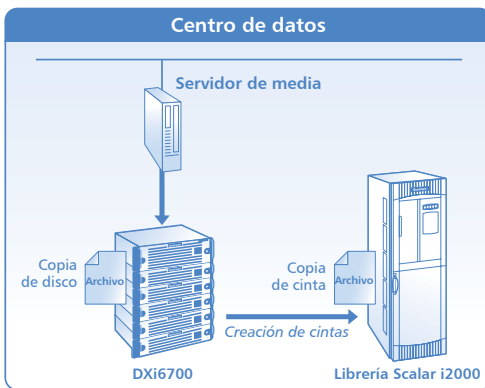 Centro de datos
Servidor de media
Copia
de disco
Archivo
Copia
de cinta
Archivo
Creación de cintas
DXi6700
Librería Scalar i2000